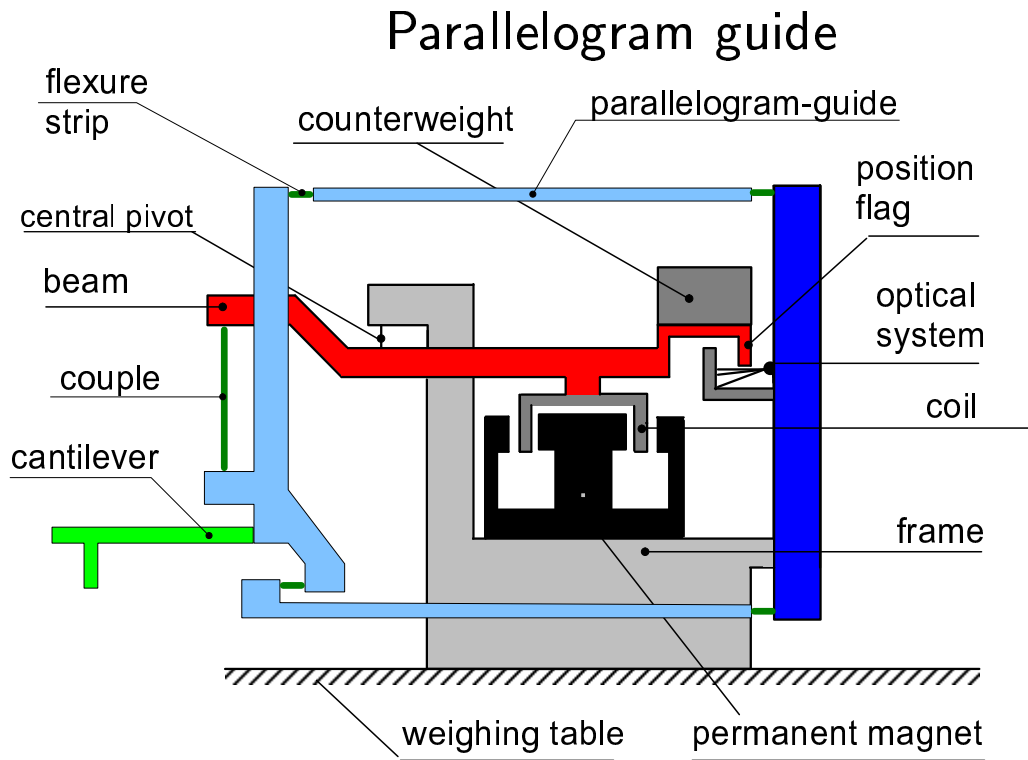 Parallelogram guide
flexure
strip
counterweight
parallelogram-guide
position
flag
central pivot
beam
optical
system
couple
coil
cantilever
frame
weighing table
permanent magnet